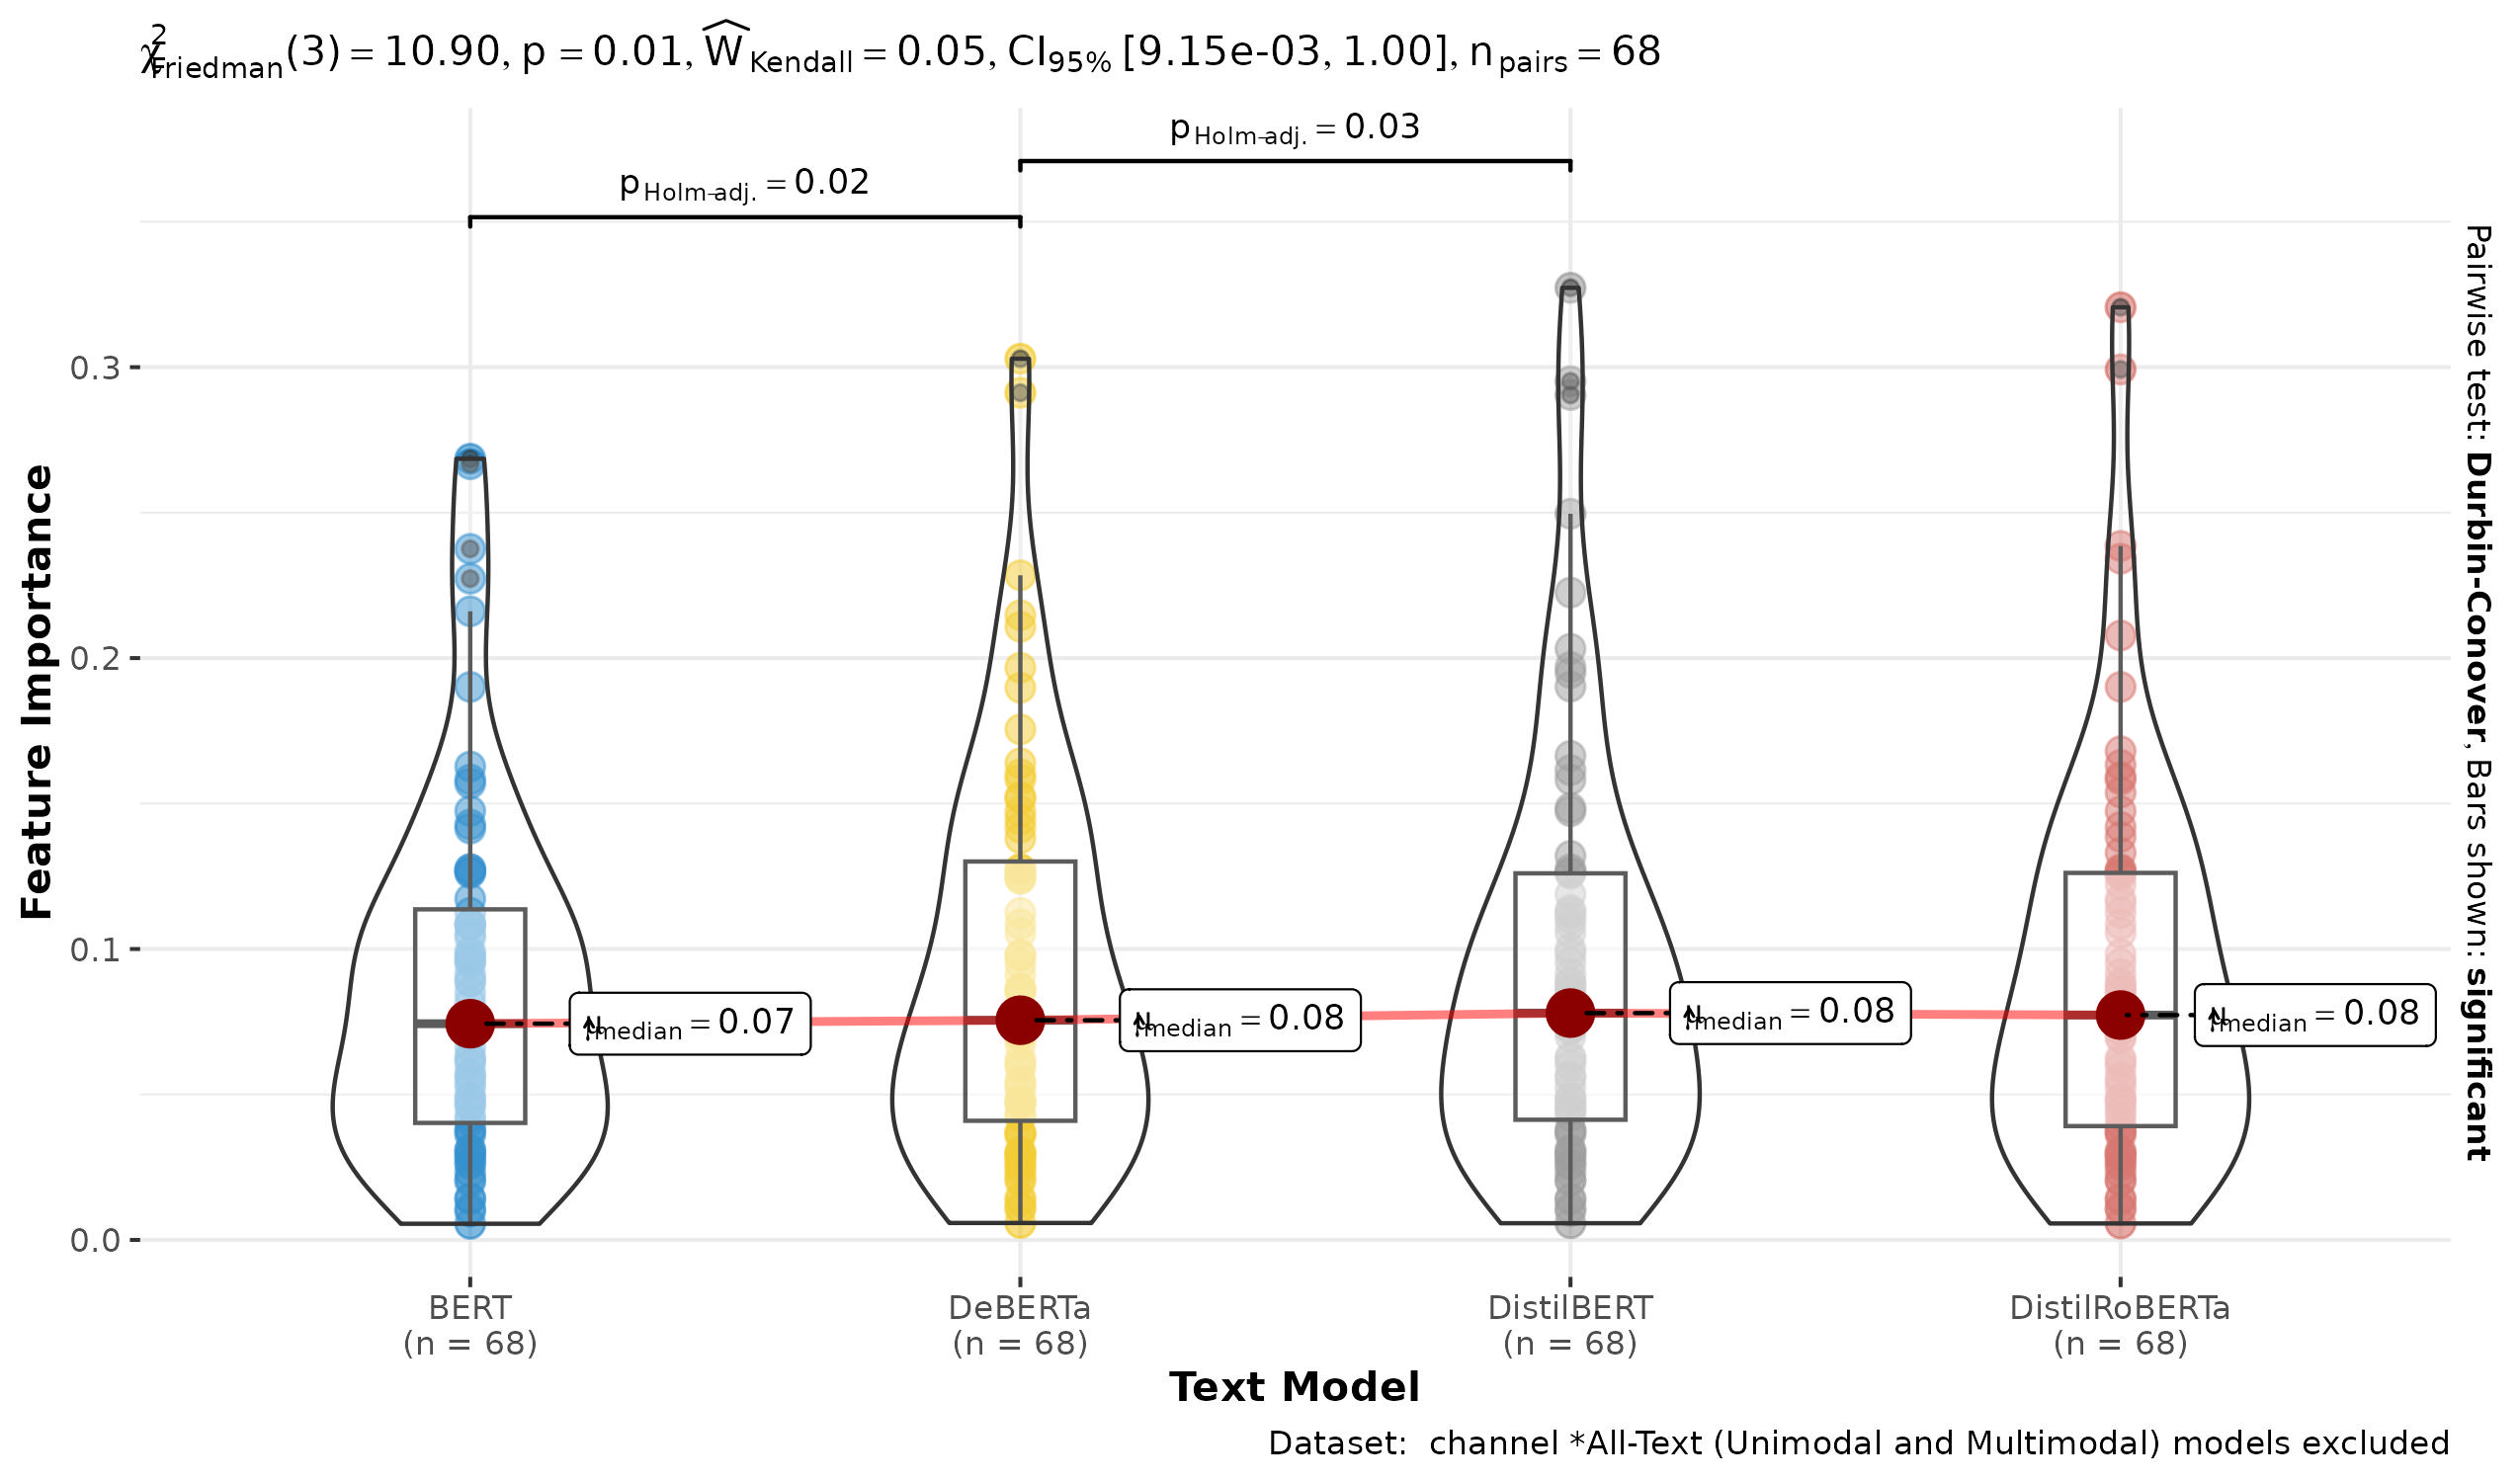 χ²Friedman(3) = 10.90, p = 0.01, ŴKendall = 0.05, CI95% [9.15e-03, 1.00], npairs = 68
pHolm-adj. = 0.03
pHolm-adj. = 0.02
Feature Importance
0.3
0.2
0.1
0.0
μ̂median = 0.07
μ̂median = 0.08
μ̂median = 0.08
μ̂median = 0.08
Pairwise test: Durbin-Conover, Bars shown: significant
BERT
(n = 68)
DeBERTa
(n = 68)
DistilBERT
(n = 68)
DistilRoBERTa
(n = 68)
Text Model
Dataset:  channel *All-Text (Unimodal and Multimodal) models excluded